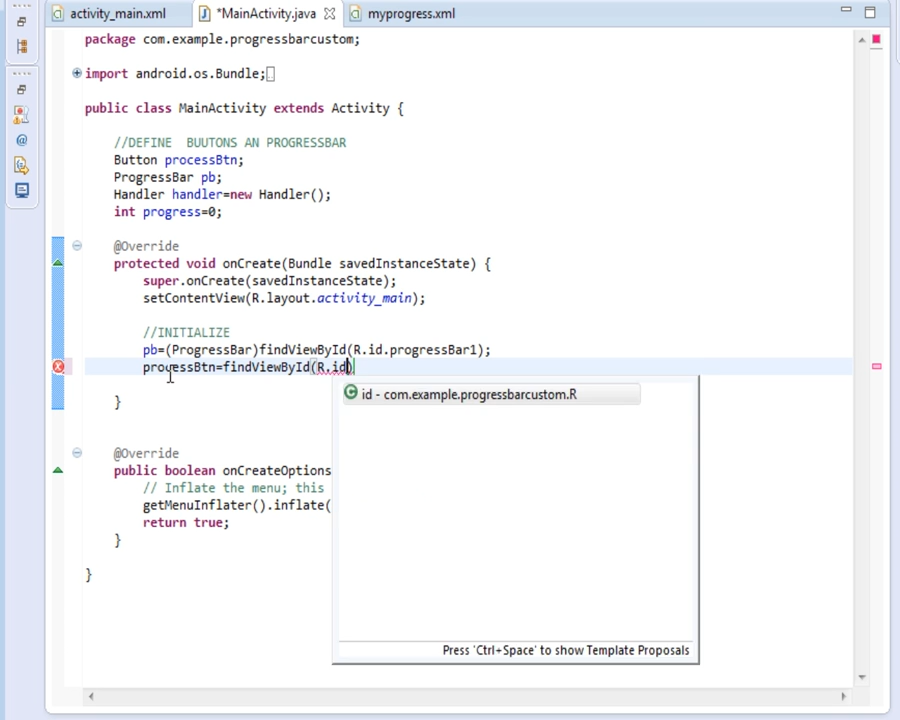 activity_main.xml *MainActivity.java myprogress.xml
package com.example.progressbarcustom;
import android.os.Bundle;
public class MainActivity extends Activity {
//DEFINE  BUUTONS AN PROGRESSBAR
Button processBtn;
ProgressBar pb;
Handler handler=new Handler();
int progress=0;
@Override
protected void onCreate(Bundle savedInstanceState) {
super.onCreate(savedInstanceState);
setContentView(R.layout.activity_main);
//INITIALIZE
pb=(ProgressBar)findViewById(R.id.progressBar1);
processBtn=findViewById(R.id)
id - com.example.progressbarcustom.R
}
@Override
public boolean onCreateOptions
// Inflate the menu; this
getMenuInflater().inflate(
return true;
}
}
Press 'Ctrl+Space' to show Template Proposals